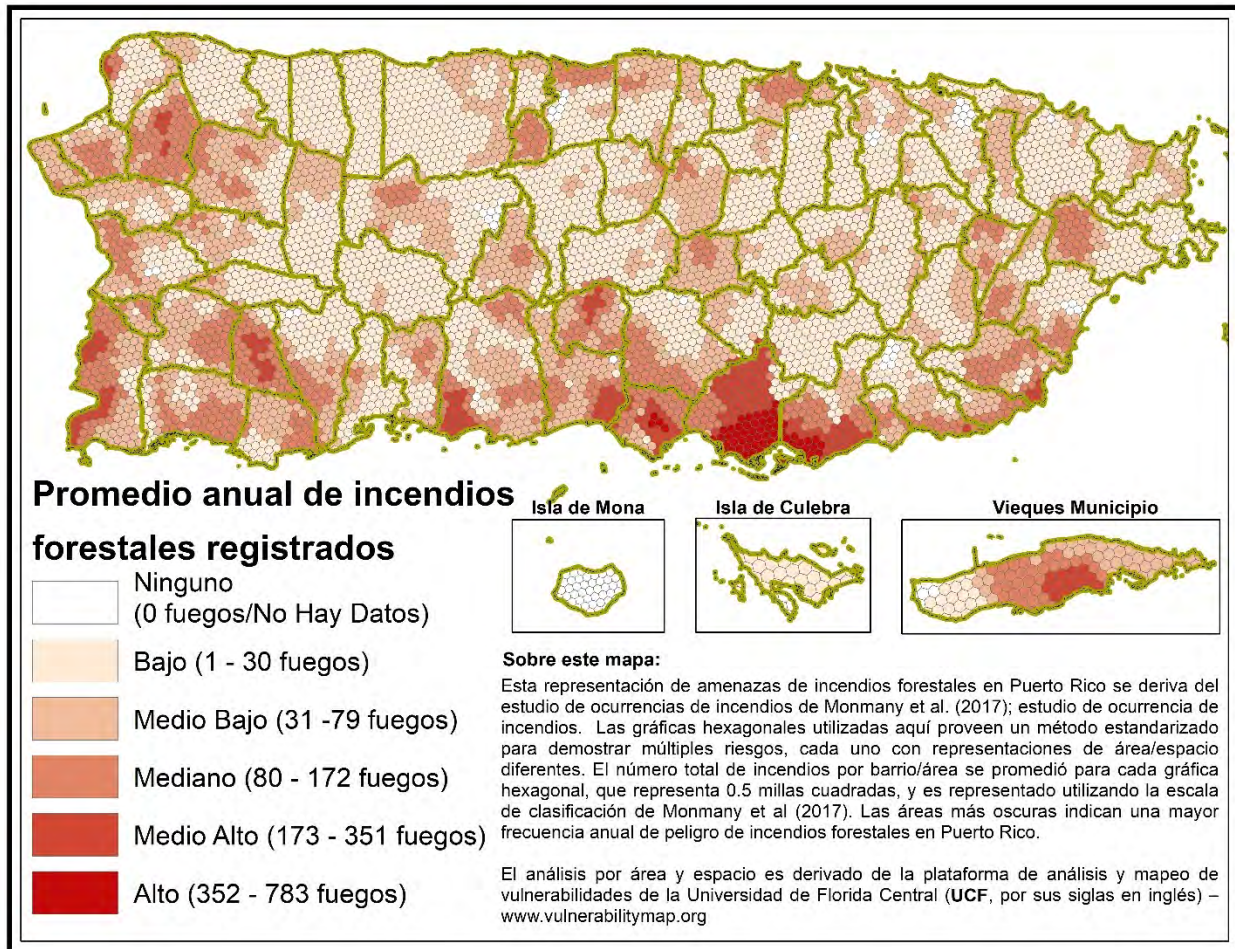 Promedio anual de incendios
forestales registrados
Ninguno
(0 fuegos/No Hay Datos)
Bajo (1 - 30 fuegos)
Medio Bajo (31 -79 fuegos)
Mediano (80 - 172 fuegos)
Medio Alto (173 - 351 fuegos)
Alto (352 - 783 fuegos)
Isla de Mona
Isla de Culebra
Vieques Municipio
Sobre este mapa:
Esta representación de amenazas de incendios forestales en Puerto Rico se deriva del
estudio de ocurrencias de incendios de Monmany et al. (2017); estudio de ocurrencia de
incendios. Las gráficas hexagonales utilizadas aquí proveen un método estandarizado
para demostrar múltiples riesgos, cada uno con representaciones de área/espacio
diferentes. El número total de incendios por barrio/área se promedió para cada gráfica
hexagonal, que representa 0.5 millas cuadradas, y es representado utilizando la escala
de clasificación de Monmany et al (2017). Las áreas más oscuras indican una mayor
frecuencia anual de peligro de incendios forestales en Puerto Rico.
El análisis por área y espacio es derivado de la plataforma de análisis y mapeo de
vulnerabilidades de la Universidad de Florida Central (UCF, por sus siglas en inglés) –
www.vulnerabilitymap.org